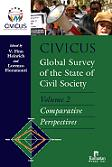 CIVICUS
Edited by
V. Finn
Heinrich
and
Lorenzo
Fioramonti
CIVICUS
Global Survey
of the State of Civil
Society
Volume 2
Comparative
Perspectives